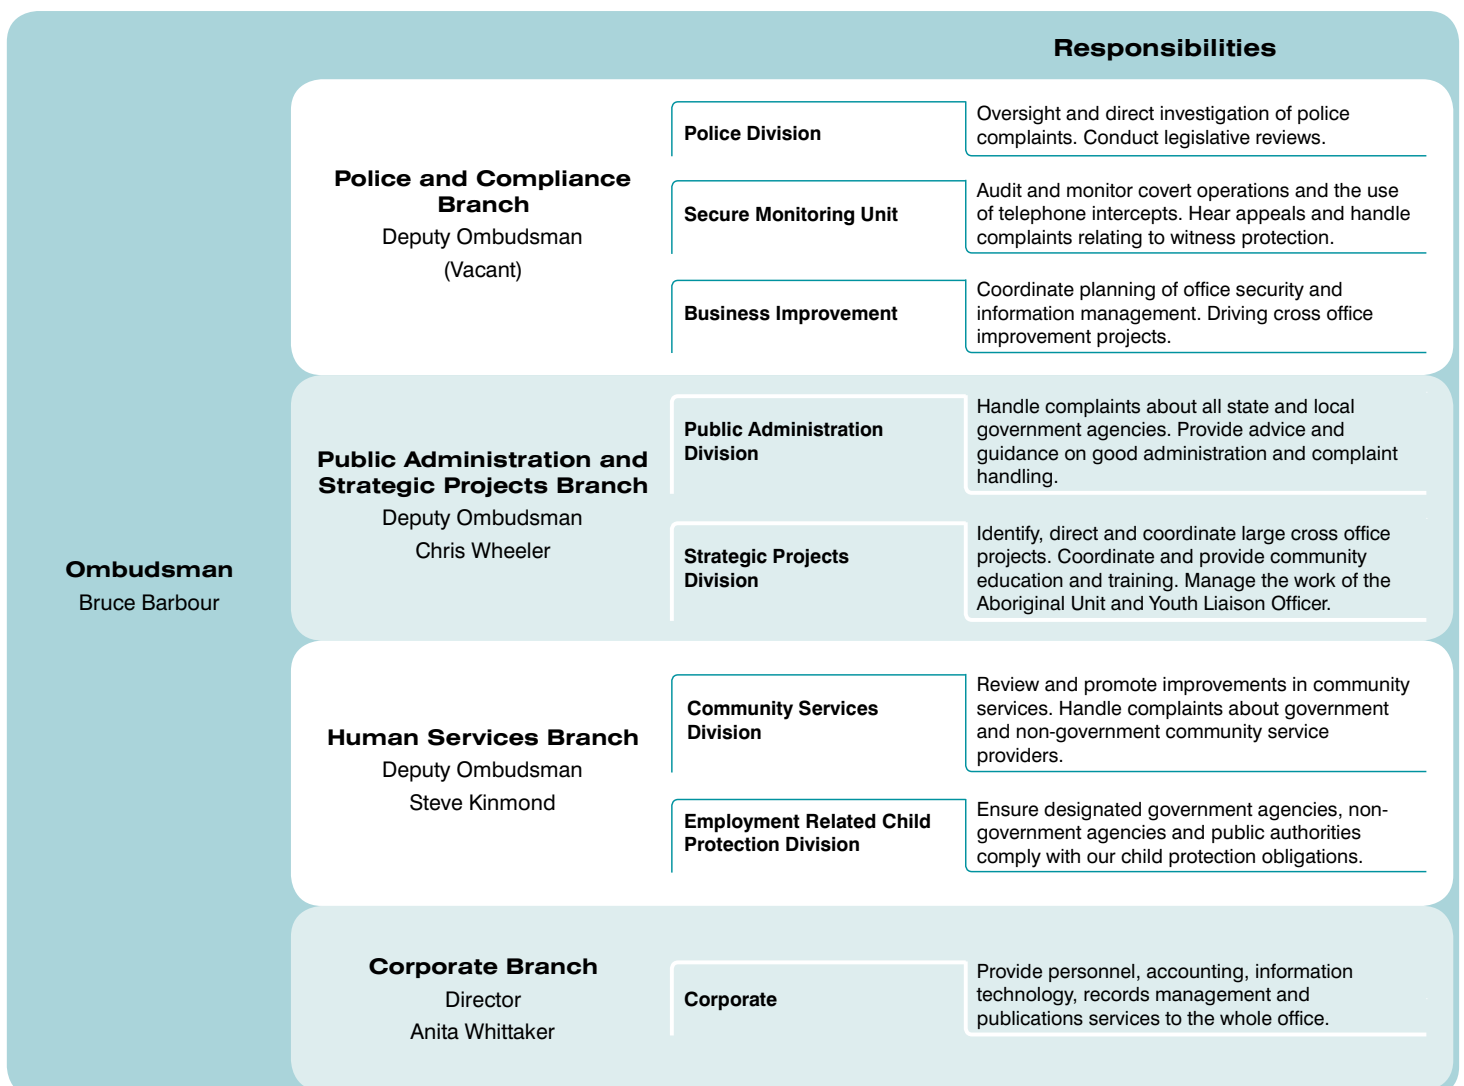 Responsibilities
Ombudsman
Bruce Barbour
Police and Compliance
Branch
Deputy Ombudsman
(Vacant)
Police Division
Oversight and direct investigation of police
complaints. Conduct legislative reviews.
Secure Monitoring Unit
Audit and monitor covert operations and the use
of telephone intercepts. Hear appeals and handle
complaints relating to witness protection.
Business Improvement
Coordinate planning of office security and
information management. Driving cross office
improvement projects.
Public Administration and
Strategic Projects Branch
Deputy Ombudsman
Chris Wheeler
Public Administration
Division
Handle complaints about all state and local
government agencies. Provide advice and
guidance on good administration and complaint
handling.
Strategic Projects
Division
Identify, direct and coordinate large cross office
projects. Coordinate and provide community
education and training. Manage the work of the
Aboriginal Unit and Youth Liaison Officer.
Human Services Branch
Deputy Ombudsman
Steve Kinmond
Community Services
Division
Review and promote improvements in community
services. Handle complaints about government
and non-government community service
providers.
Employment Related Child
Protection Division
Ensure designated government agencies, non-
government agencies and public authorities
comply with our child protection obligations.
Corporate Branch
Director
Anita Whittaker
Corporate
Provide personnel, accounting, information
technology, records management and
publications services to the whole office.